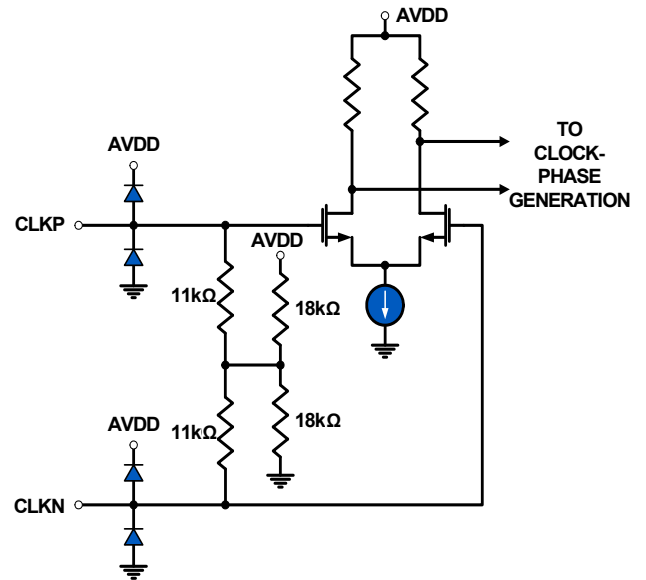 AVDD
TO
CLOCK-
PHASE
GENERATION
AVDD
CLKP
AVDD
11kΩ
18kΩ
AVDD
11kΩ
18kΩ
CLKN